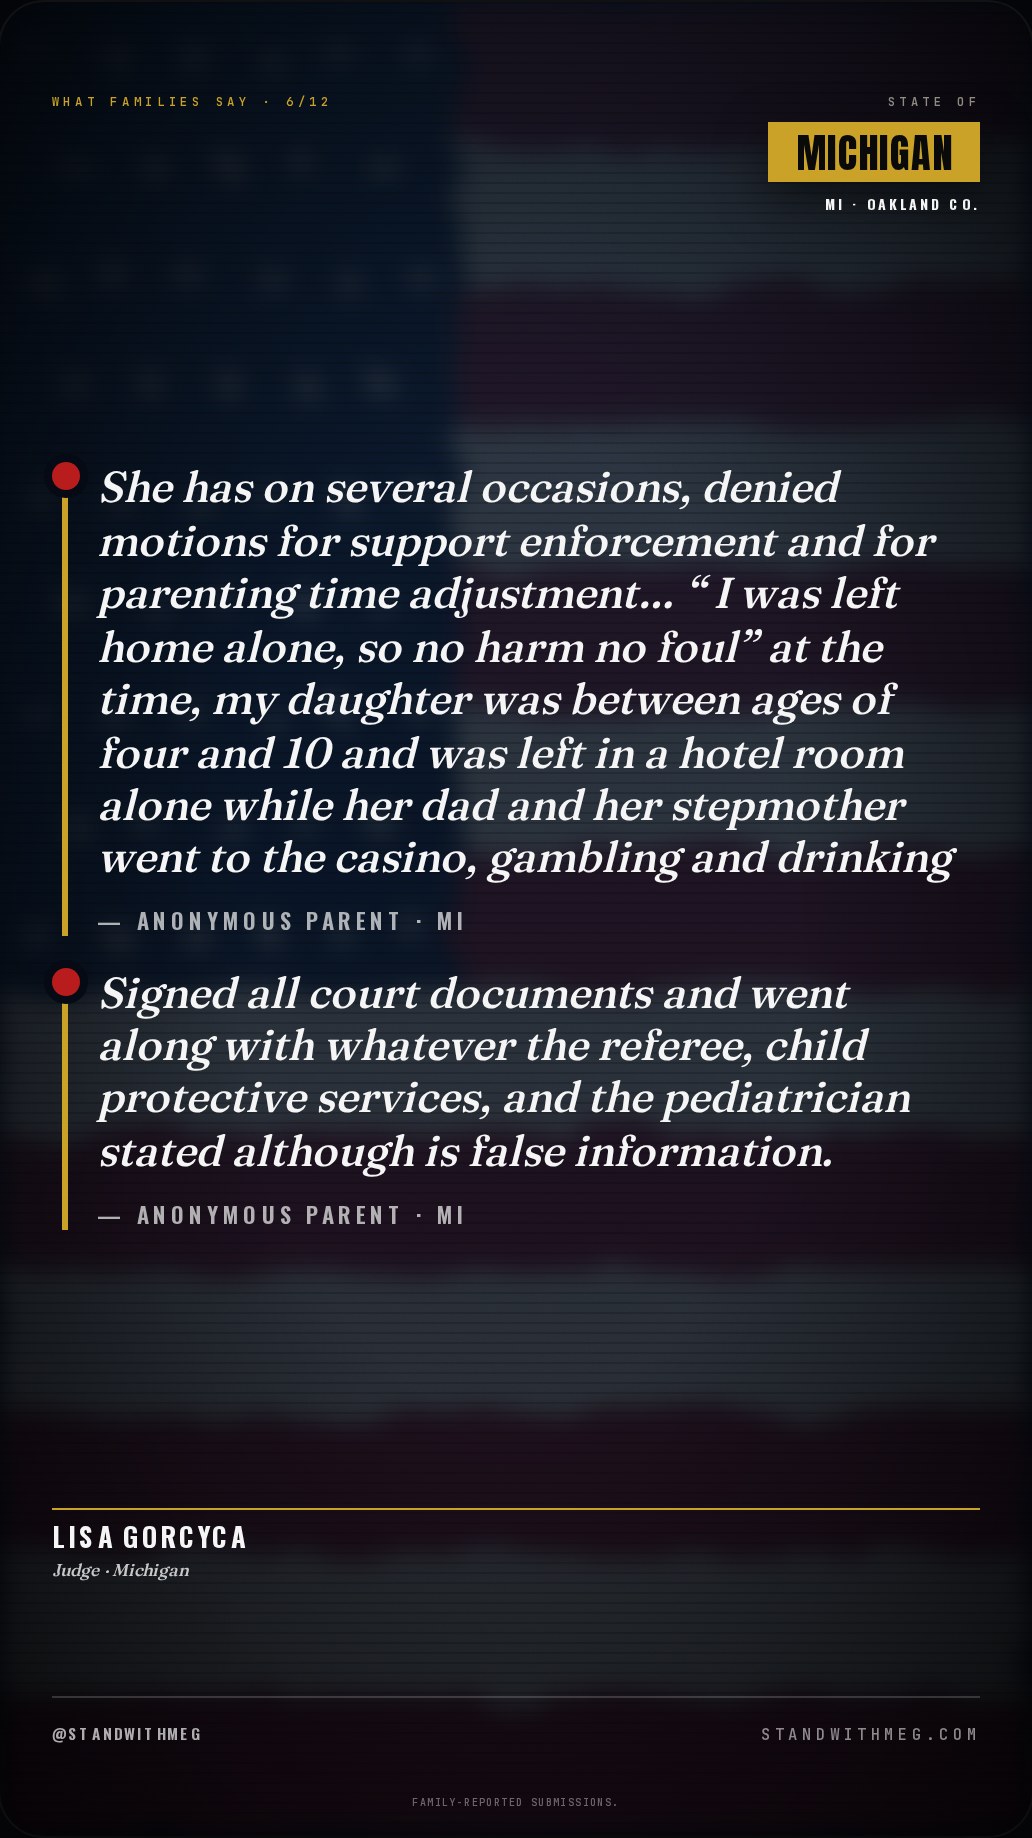 WHAT FAMILIES SAY · 6/12
STATE OF
MICHIGAN
MI · OAKLAND CO.
She has on several occasions, denied
motions for support enforcement and for
parenting time adjustment... “ I was left
home alone, so no harm no foul” at the
time, my daughter was between ages of
four and 10 and was left in a hotel room
alone while her dad and her stepmother
went to the casino, gambling and drinking
— ANONYMOUS PARENT · MI
Signed all court documents and went
along with whatever the referee, child
protective services, and the pediatrician
stated although is false information.
— ANONYMOUS PARENT · MI
LISA GORCYCA
Judge · Michigan
@STANDWITHMEG
STANDWITHMEG.COM
FAMILY-REPORTED SUBMISSIONS.